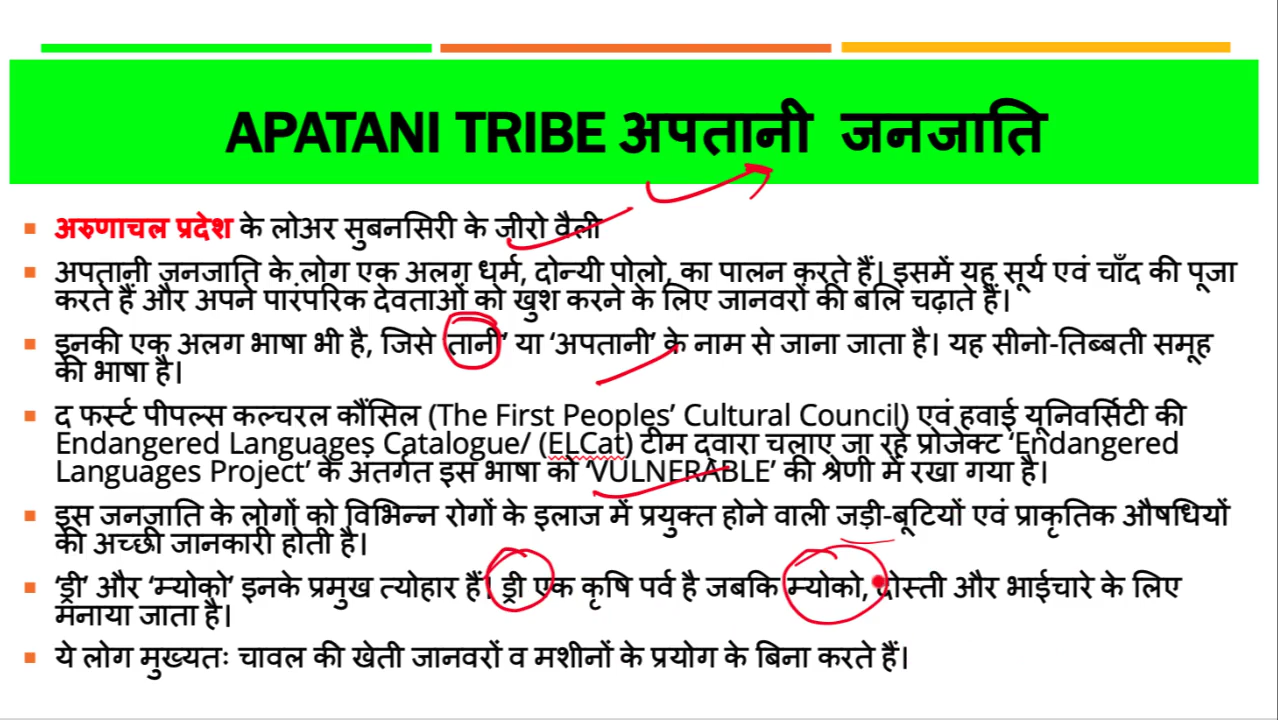 APATANI TRIBE अपतानी जनजाति
अरुणाचल प्रदेश के लोअर सुबनसिरी के जीरो वैली
अपतानी जनजाति के लोग एक अलग धर्म, दोन्यी पोलो, का पालन करते हैं। इसमें यह सूर्य एवं चाँद की पूजा
करते हैं और अपने पारंपरिक देवताओं को खुश करने के लिए जानवरों की बलि चढ़ाते हैं।
इनकी एक अलग भाषा भी है, जिसे 'तानी' या ‘अपतानी’ के नाम से जाना जाता है। यह सीनो-तिब्बती समूह
की भाषा है।
द फर्स्ट पीपल्स कल्चरल कौंसिल (The First Peoples’ Cultural Council) एवं हवाई यूनिवर्सिटी की
Endangered Languages Catalogue/ (ELCat) टीम द्वारा चलाए जा रहे प्रोजेक्ट ‘Endangered
Languages Project’ के अंतर्गत इस भाषा को ‘VULNERABLE’ की श्रेणी में रखा गया है।
इस जनजाति के लोगों को विभिन्न रोगों के इलाज में प्रयुक्त होने वाली जड़ी-बूटियों एवं प्राकृतिक औषधियों
की अच्छी जानकारी होती है।
‘ड्री’ और ‘म्योको’ इनके प्रमुख त्योहार हैं। ड्री एक कृषि पर्व है जबकि म्योको, दोस्ती और भाईचारे के लिए
मनाया जाता है।
ये लोग मुख्यतः चावल की खेती जानवरों व मशीनों के प्रयोग के बिना करते हैं।